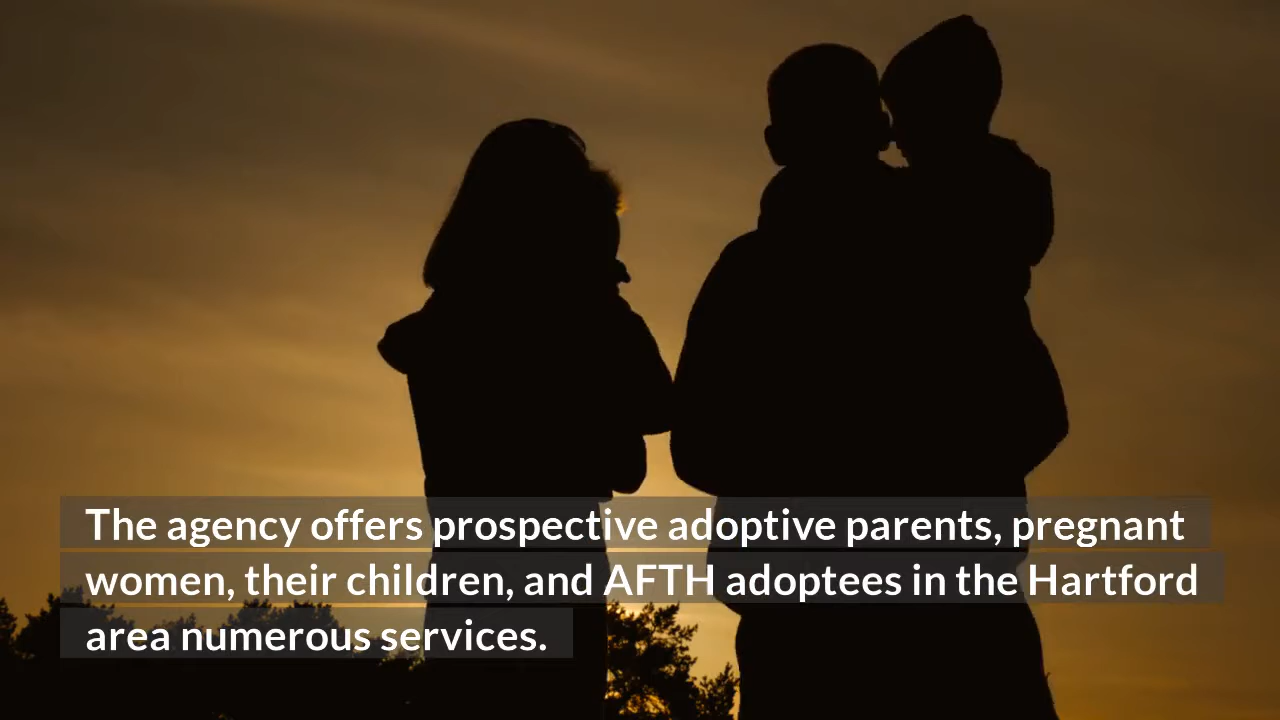 The agency offers prospective adoptive parents, pregnant
women, their children, and AFTH adoptees in the Hartford
area numerous services.